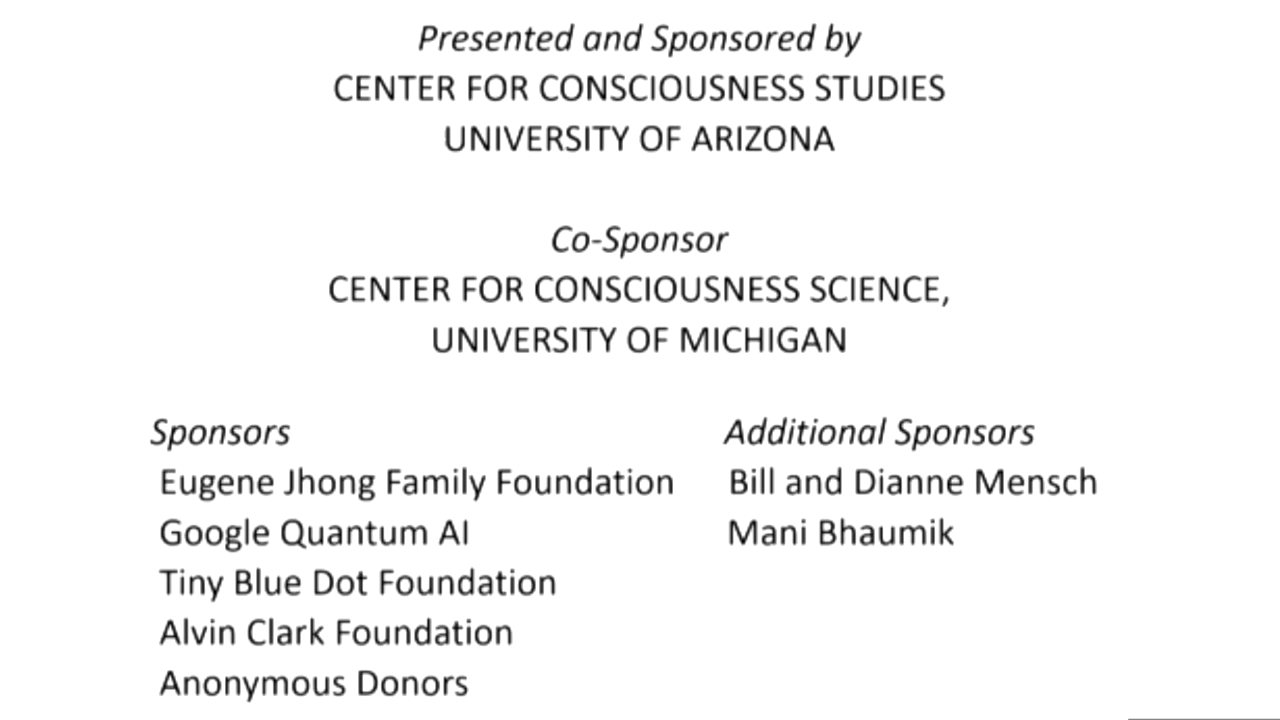 Presented and Sponsored by
CENTER FOR CONSCIOUSNESS STUDIES
UNIVERSITY OF ARIZONA
Co-Sponsor
CENTER FOR CONSCIOUSNESS SCIENCE,
UNIVERSITY OF MICHIGAN
Sponsors
Eugene Jhong Family Foundation
Google Quantum AI
Tiny Blue Dot Foundation
Alvin Clark Foundation
Anonymous Donors
Additional Sponsors
Bill and Dianne Mensch
Mani Bhaumik